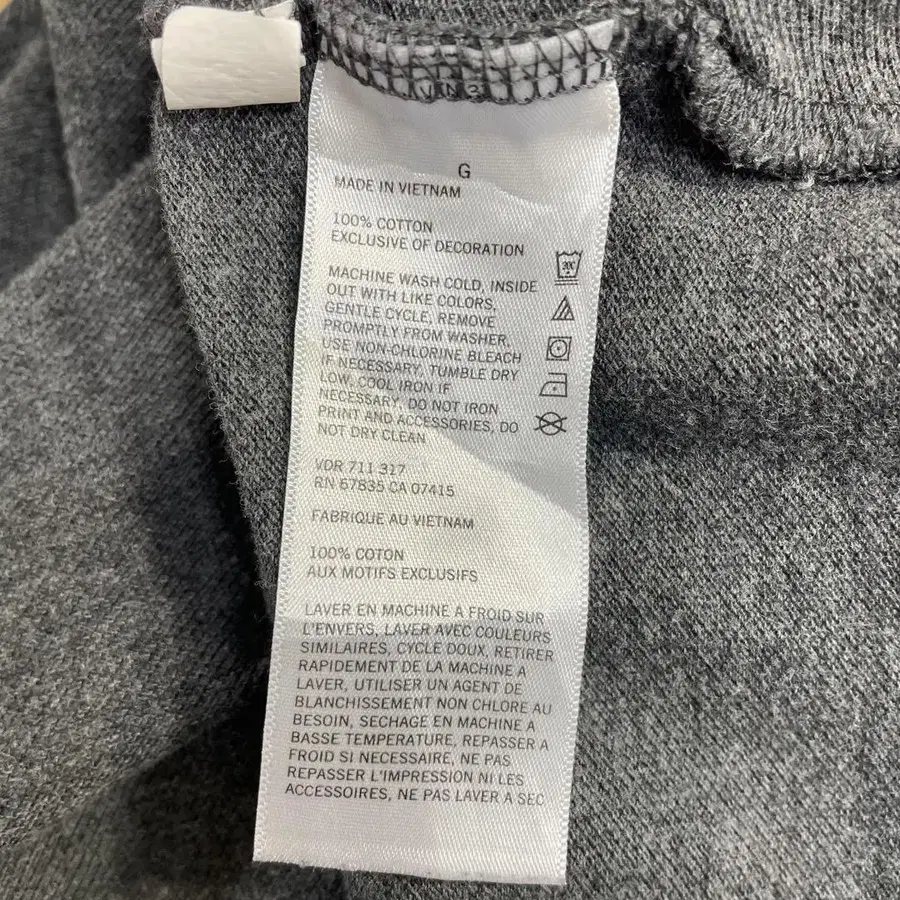 G
MADE IN VIETNAM
100% COTTON
EXCLUSIVE OF DECORATION
MACHINE WASH COLD, INSIDE
OUT WITH LIKE COLORS,
GENTLE CYCLE, REMOVE
PROMPTLY FROM WASHER,
USE NON-CHLORINE BLEACH
IF NECESSARY, TUMBLE DRY
LOW, COOL IRON IF
NECESSARY, DO NOT IRON
PRINT AND ACCESSORIES, DO
NOT DRY CLEAN
30C
VDR 711 317
RN 67835 CA 07415
FABRIQUE AU VIETNAM
100% COTON
AUX MOTIFS EXCLUSIFS
LAVER EN MACHINE A FROID SUR
L'ENVERS, LAVER AVEC COULEURS
SIMILAIRES, CYCLE DOUX, RETIRER
RAPIDEMENT DE LA MACHINE A
LAVER, UTILISER UN AGENT DE
BLANCHISSEMENT NON CHLORE AU
BESOIN, SECHAGE EN MACHINE A
BASSE TEMPERATURE, REPASSER A
FROID SI NECESSAIRE, NE PAS
REPASSER L'IMPRESSION NI LES
ACCESSOIRES, NE PAS LAVER A SEC